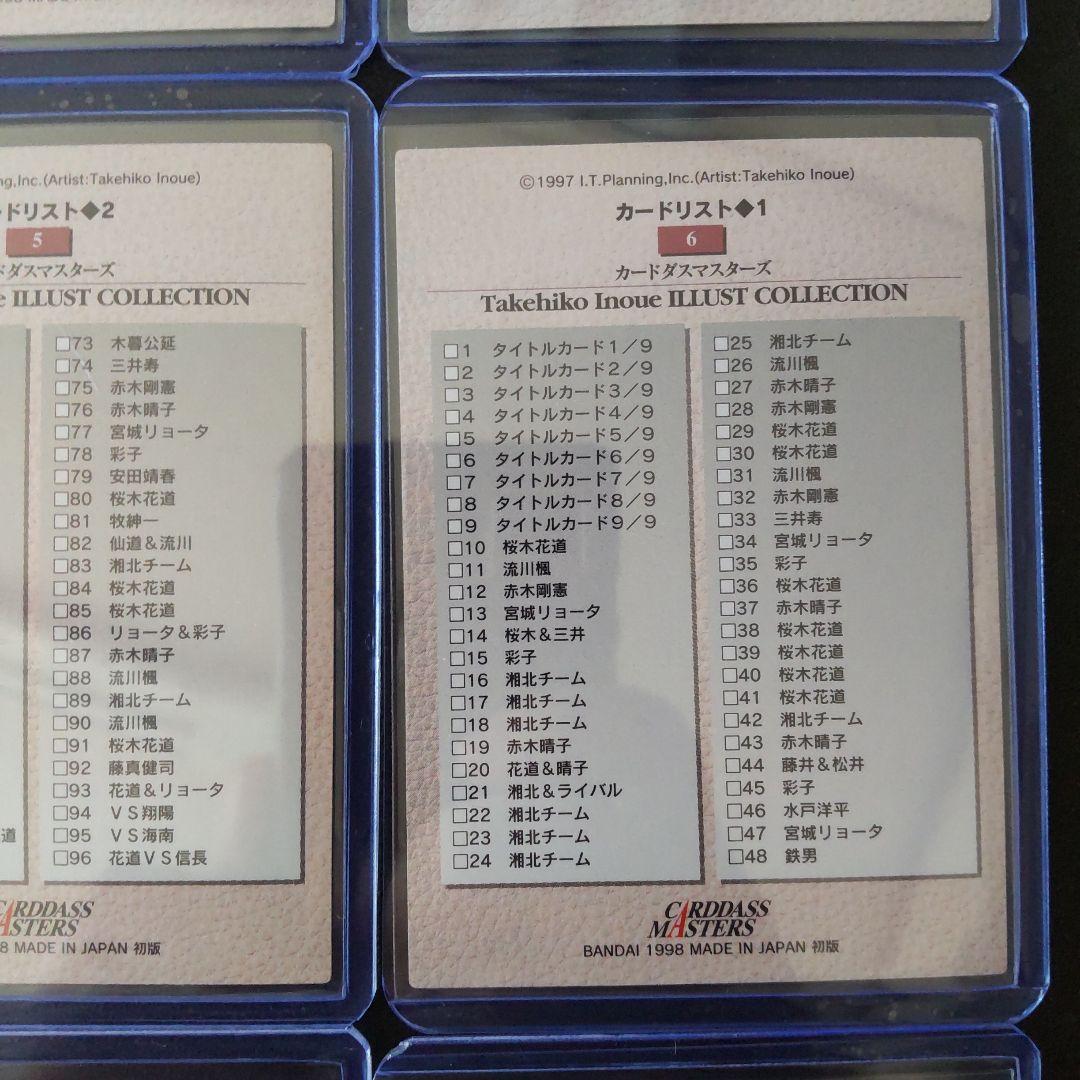 MADE IN JAPAN
ng,Inc.(Artist:Takehiko Inoue)
ードリスト◆2
5
ドダスマスターズ
e ILLUST COLLECTION
□73 木暮公延
□74 三井寿
□75 赤木剛憲
□76 赤木晴子
□77 宮城リョータ
□78 彩子
□79 安田靖春
□80 桜木花道
□81 牧紳一
□82 仙道＆流川
□83 湘北チーム
□84 桜木花道
□85 桜木花道
□86 リョータ＆彩子
□87 赤木晴子
□88 流川楓
□89 湘北チーム
□90 流川楓
□91 桜木花道
□92 藤真健司
□93 花道＆リョータ
□94 ＶＳ翔陽
道
□95 ＶＳ海南
□96 花道ＶＳ信長
CARDDASS
MASTERS
8 MADE IN JAPAN 初版
©1997 I.T.Planning,Inc.(Artist:Takehiko Inoue)
カードリスト◆1
6
カードダスマスターズ
Takehiko Inoue ILLUST COLLECTION
□1 タイトルカード１／９
□2 タイトルカード２／９
□3 タイトルカード３／９
□4 タイトルカード４／９
□5 タイトルカード５／９
□6 タイトルカード６／９
□7 タイトルカード７／９
□8 タイトルカード８／９
□9 タイトルカード９／９
□10 桜木花道
□11 流川楓
□12 赤木剛憲
□13 宮城リョータ
□14 桜木＆三井
□15 彩子
□16 湘北チーム
□17 湘北チーム
□18 湘北チーム
□19 赤木晴子
□20 花道＆晴子
□21 湘北＆ライバル
□22 湘北チーム
□23 湘北チーム
□24 湘北チーム
□25 湘北チーム
□26 流川楓
□27 赤木晴子
□28 赤木剛憲
□29 桜木花道
□30 桜木花道
□31 流川楓
□32 赤木剛憲
□33 三井寿
□34 宮城リョータ
□35 彩子
□36 桜木花道
□37 赤木晴子
□38 桜木花道
□39 桜木花道
□40 桜木花道
□41 桜木花道
□42 湘北チーム
□43 赤木晴子
□44 藤井＆松井
□45 彩子
□46 水戸洋平
□47 宮城リョータ
□48 鉄男
CARDDASS
MASTERS
BANDAI 1998 MADE IN JAPAN 初版